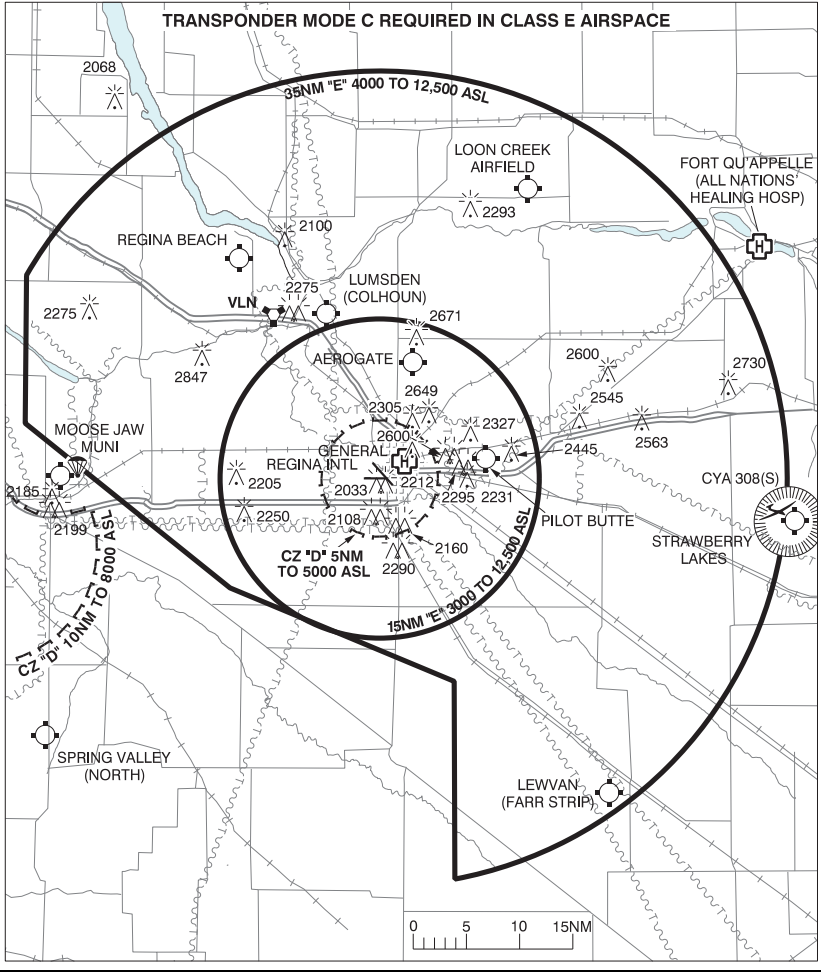 TRANSPONDER MODE C REQUIRED IN CLASS E AIRSPACE
2068
35NM "E" 4000 TO 12,500 ASL
LOON CREEK
AIRFIELD
FORT QU'APPELLE
(ALL NATIONS'
HEALING HOSP)
H
2293
2100
REGINA BEACH
2275
LUMSDEN
(COLHOUN)
VLN
2275
2671
AEROGATE
2847
2600
2730
2649
2305
2545
2327
2563
MOOSE JAW
MUNI
2600
GENERAL
H
2445
REGINA INTL
2205
2033
2212
2295
2231
CYA 308(S)
2185
2199
2250
2108
PILOT BUTTE
STRAWBERRY
LAKES
2160
CZ "D" 5NM
TO 5000 ASL
2290
15NM "E" 3000 TO 12,500 ASL
CZ "D" 10NM TO 8000 ASL
SPRING VALLEY
(NORTH)
LEWVAN
(FARR STRIP)
0 5 10 15NM